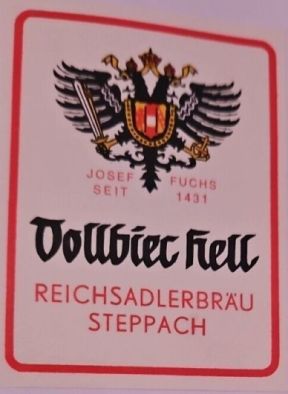 JOSEF FUCHS
SEIT 1431
Vollbier Hell
REICHSADLERBRÄU
STEPPACH